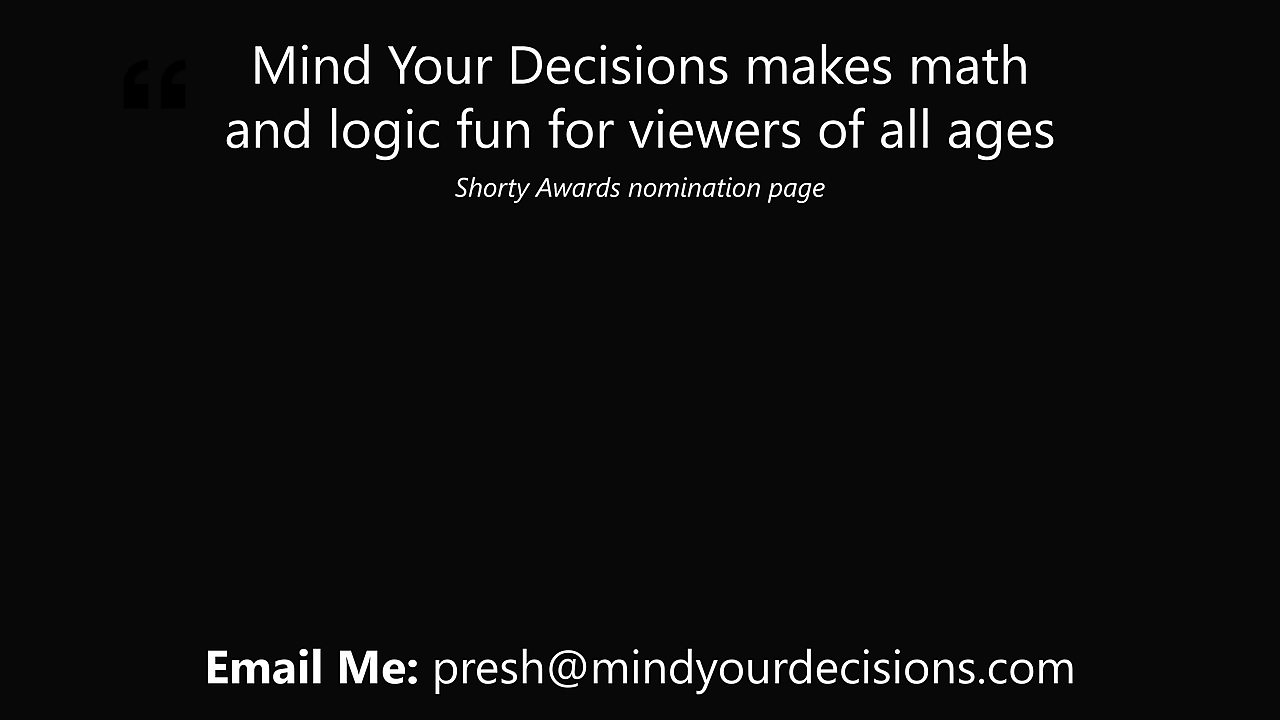 “
Mind Your Decisions makes math
and logic fun for viewers of all ages
Shorty Awards nomination page
Email Me: presh@mindyourdecisions.com